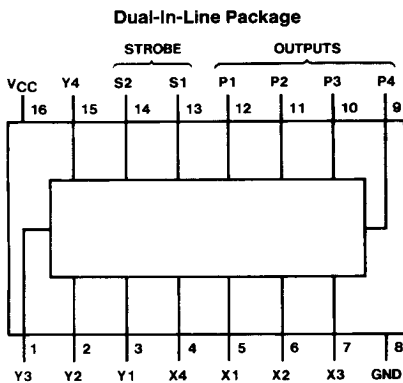 Dual-In-Line Package
STROBE OUTPUTS
VCC Y4 S2 S1 P1 P2 P3 P4
16 15 14 13 12 11 10 9
1 2 3 4 5 6 7 8
Y3 Y2 Y1 X4 X1 X2 X3 GND